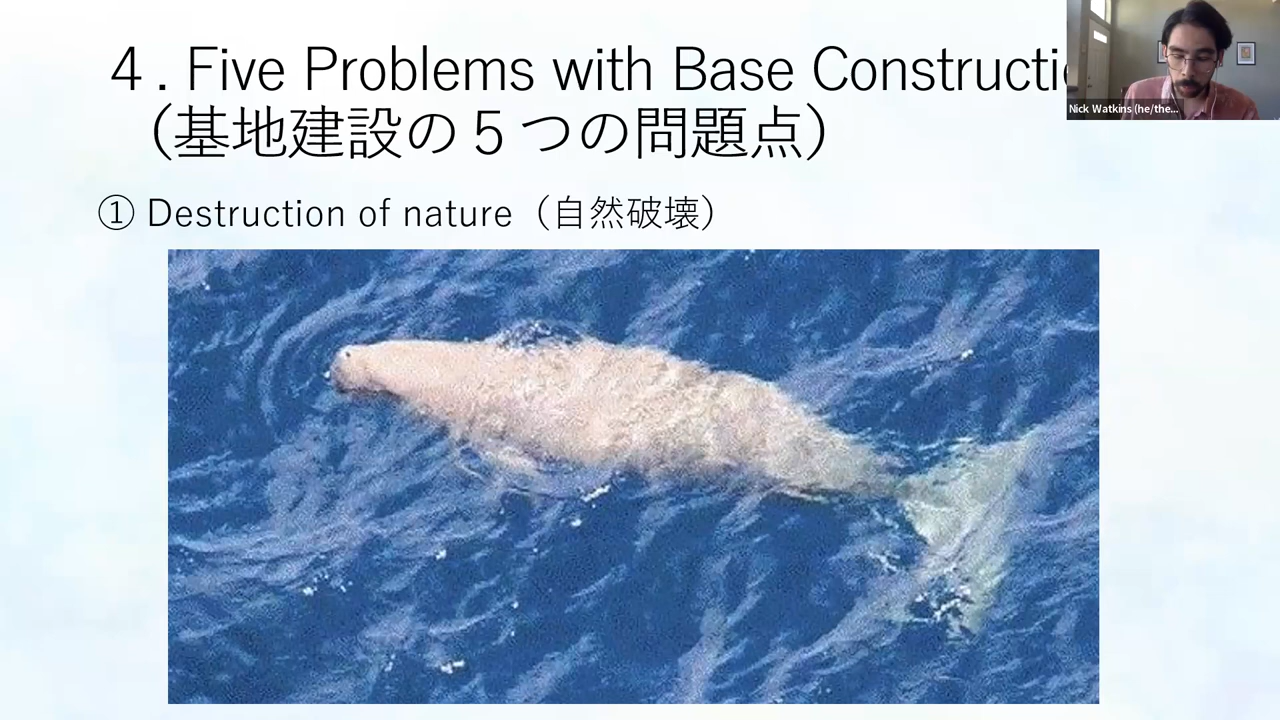 ４. Five Problems with Base Constructi
（基地建設の５つの問題点）
① Destruction of nature（自然破壊）
Nick Watkins (he/the...